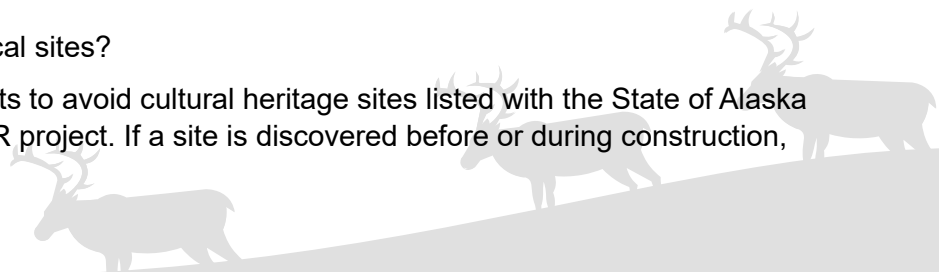 cal sites?
ts to avoid cultural heritage sites listed with the State of Alaska
R project. If a site is discovered before or during construction,